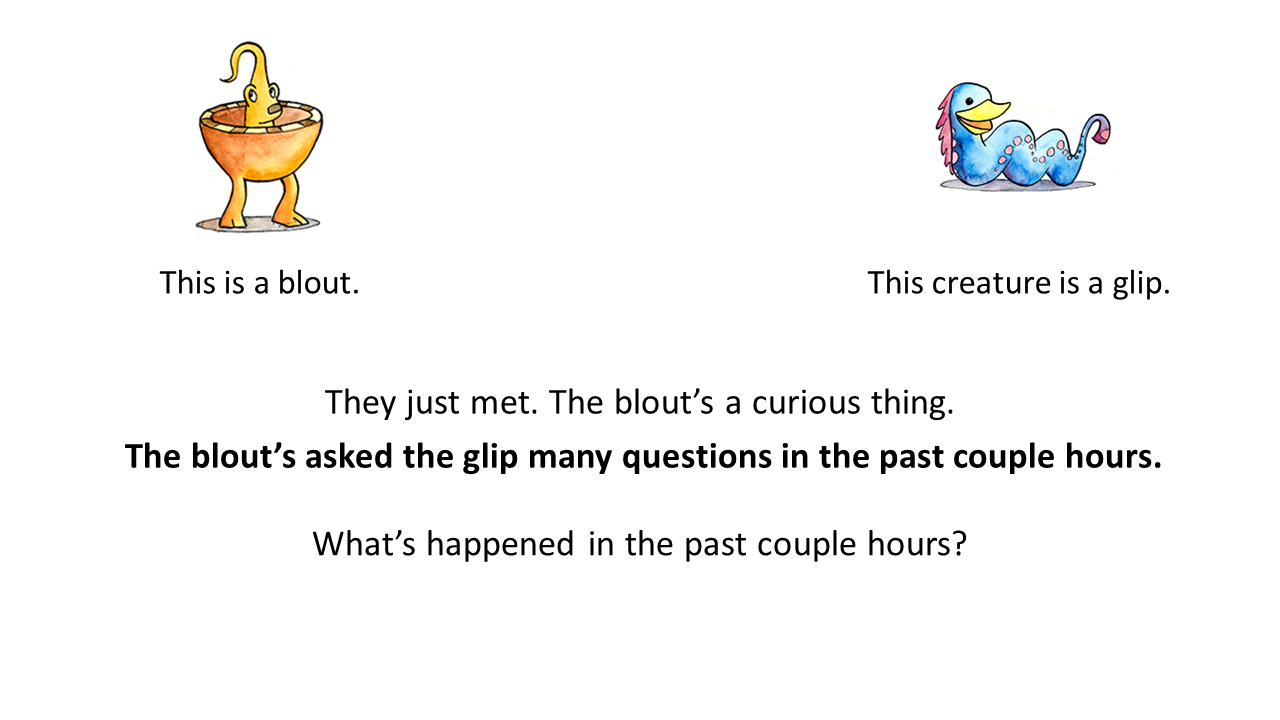 This is a blout.
This creature is a glip.
They just met. The blout’s a curious thing.
The blout’s asked the glip many questions in the past couple hours.
What’s happened in the past couple hours?